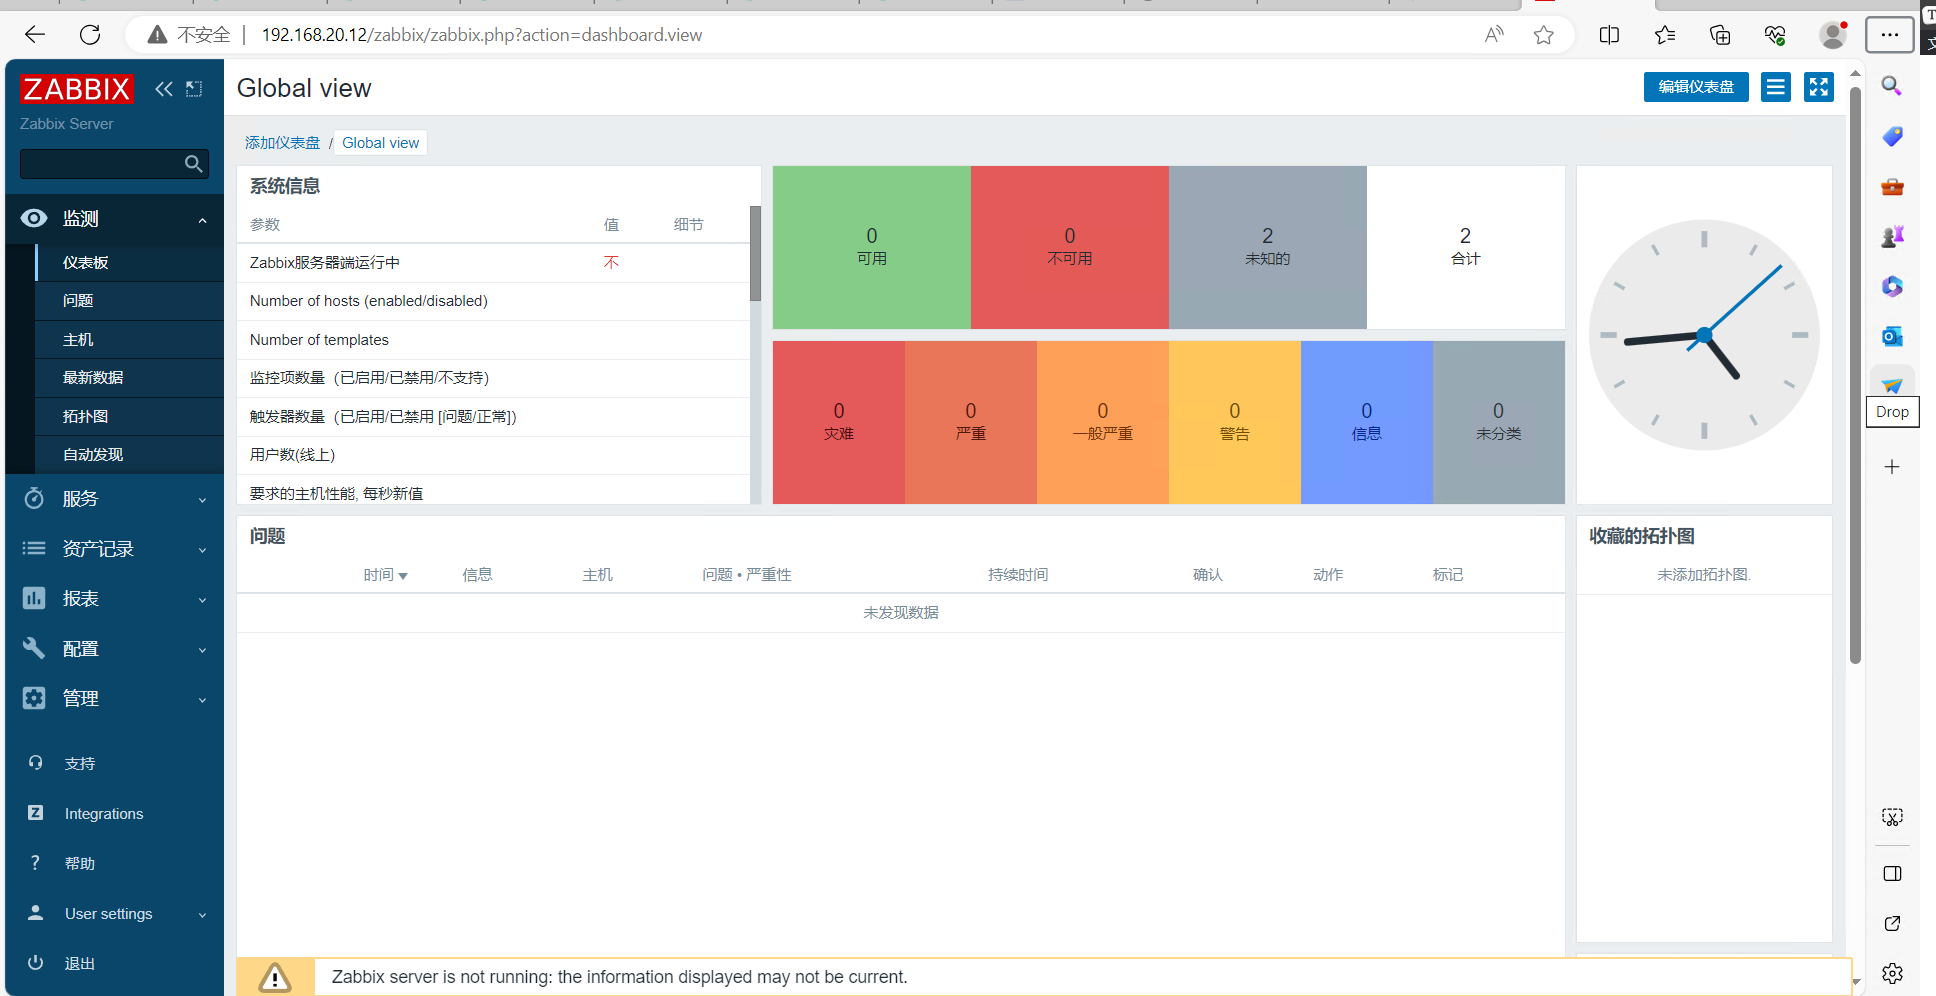 不安全
192.168.20.12/zabbix/zabbix.php?action=dashboard.view
ZABBIX
Zabbix Server
监测
仪表板
问题
主机
最新数据
拓扑图
自动发现
服务
资产记录
报表
配置
管理
支持
Integrations
帮助
User settings
退出
Global view
编辑仪表盘
添加仪表盘 / Global view
系统信息
参数 值 细节
Zabbix服务器端运行中 不
Number of hosts (enabled/disabled)
Number of templates
监控项数量 (已启用/已禁用/不支持)
触发器数量 (已启用/已禁用 [问题/正常])
用户数(线上)
要求的主机性能, 每秒新值
0 可用
0 不可用
2 未知的
2 合计
0 灾难
0 严重
0 一般严重
0 警告
0 信息
0 未分类
问题
时间 信息 主机 问题 • 严重性 持续时间 确认 动作 标记
未发现数据
收藏的拓扑图
未添加拓扑图.
Zabbix server is not running: the information displayed may not be current.
Drop